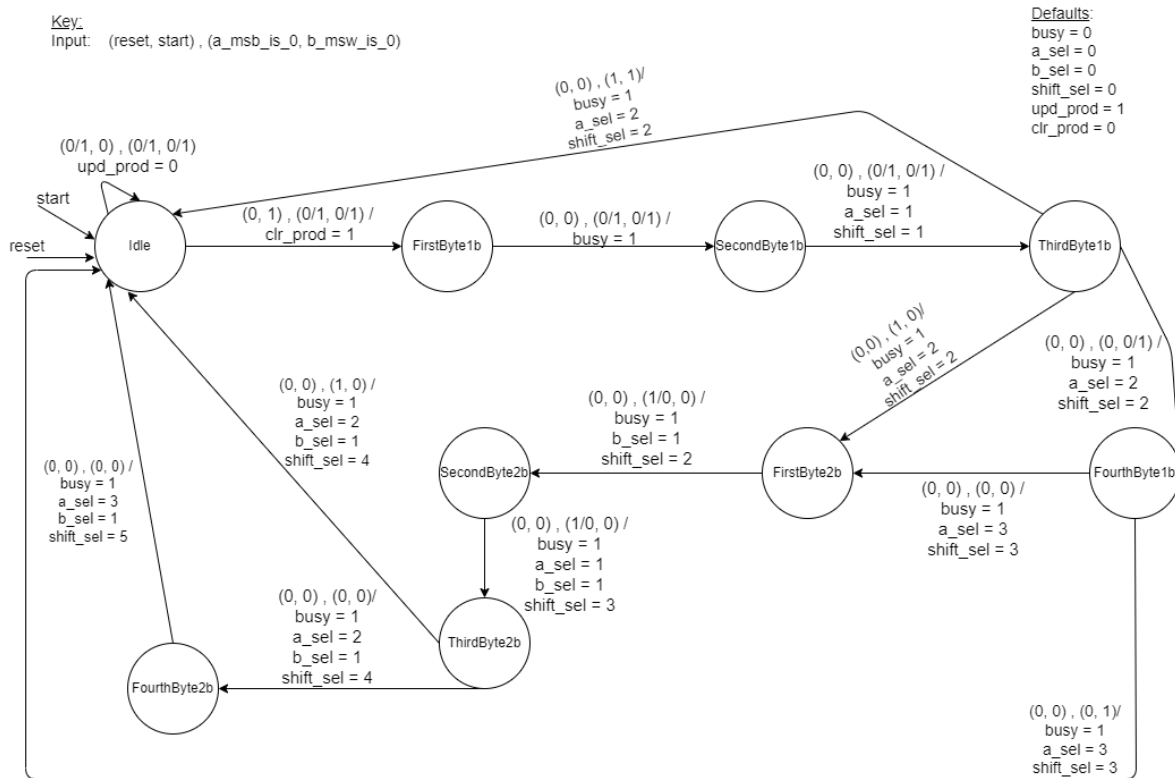 Key:
Input: (reset, start) , (a_msb_is_0, b_msw_is_0)
Defaults:
busy = 0
a_sel = 0
b_sel = 0
shift_sel = 0
upd_prod = 1
clr_prod = 0
(0, 0) , (1, 1)/
busy = 1
a_sel = 2
shift_sel = 2
(0/1, 0) , (0/1, 0/1)
upd_prod = 0
start
reset
Idle
(0, 1) , (0/1, 0/1) /
clr_prod = 1
FirstByte1b
(0, 0) , (0/1, 0/1) /
busy = 1
SecondByte1b
(0, 0) , (0/1, 0/1) /
busy = 1
a_sel = 1
shift_sel = 1
ThirdByte1b
(0,0) , (1, 0)/
busy = 1
a_sel = 2
shift_sel = 2
(0, 0) , (0, 0/1) /
busy = 1
a_sel = 2
shift_sel = 2
(0, 0) , (1, 0) /
busy = 1
a_sel = 2
b_sel = 1
shift_sel = 4
(0, 0) , (1/0, 0) /
busy = 1
b_sel = 1
shift_sel = 2
SecondByte2b
FirstByte2b
FourthByte1b
(0, 0) , (0, 0) /
busy = 1
a_sel = 3
b_sel = 1
shift_sel = 5
(0, 0) , (0, 0) /
busy = 1
a_sel = 3
shift_sel = 3
(0, 0) , (1/0, 0) /
busy = 1
a_sel = 1
b_sel = 1
shift_sel = 3
(0, 0) , (0, 0)/
busy = 1
a_sel = 2
b_sel = 1
shift_sel = 4
ThirdByte2b
FourthByte2b
(0, 0) , (0, 1)/
busy = 1
a_sel = 3
shift_sel = 3